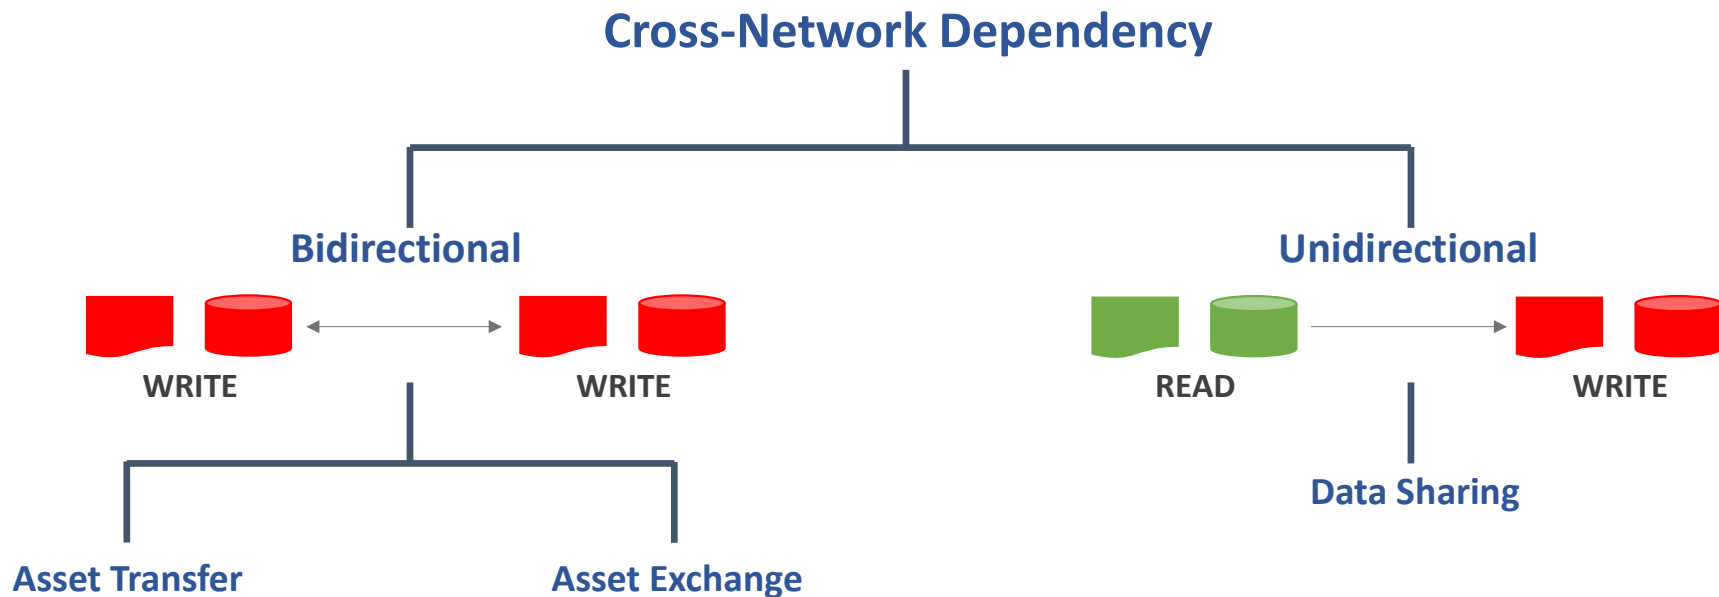 Cross-Network Dependency
Bidirectional
Unidirectional
WRITE
WRITE
READ
WRITE
Data Sharing
Asset Transfer
Asset Exchange